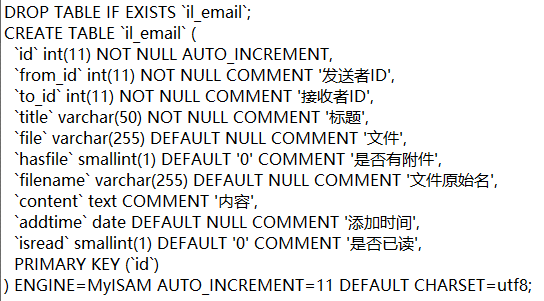 DROP TABLE IF EXISTS `il_email`;
CREATE TABLE `il_email` (
  `id` int(11) NOT NULL AUTO_INCREMENT,
  `from_id` int(11) NOT NULL COMMENT '发送者ID',
  `to_id` int(11) NOT NULL COMMENT '接收者ID',
  `title` varchar(50) NOT NULL COMMENT '标题',
  `file` varchar(255) DEFAULT NULL COMMENT '文件',
  `hasfile` smallint(1) DEFAULT '0' COMMENT '是否有附件',
  `filename` varchar(255) DEFAULT NULL COMMENT '文件原始名',
  `content` text COMMENT '内容',
  `addtime` date DEFAULT NULL COMMENT '添加时间',
  `isread` smallint(1) DEFAULT '0' COMMENT '是否已读',
  PRIMARY KEY (`id`)
) ENGINE=MyISAM AUTO_INCREMENT=11 DEFAULT CHARSET=utf8;